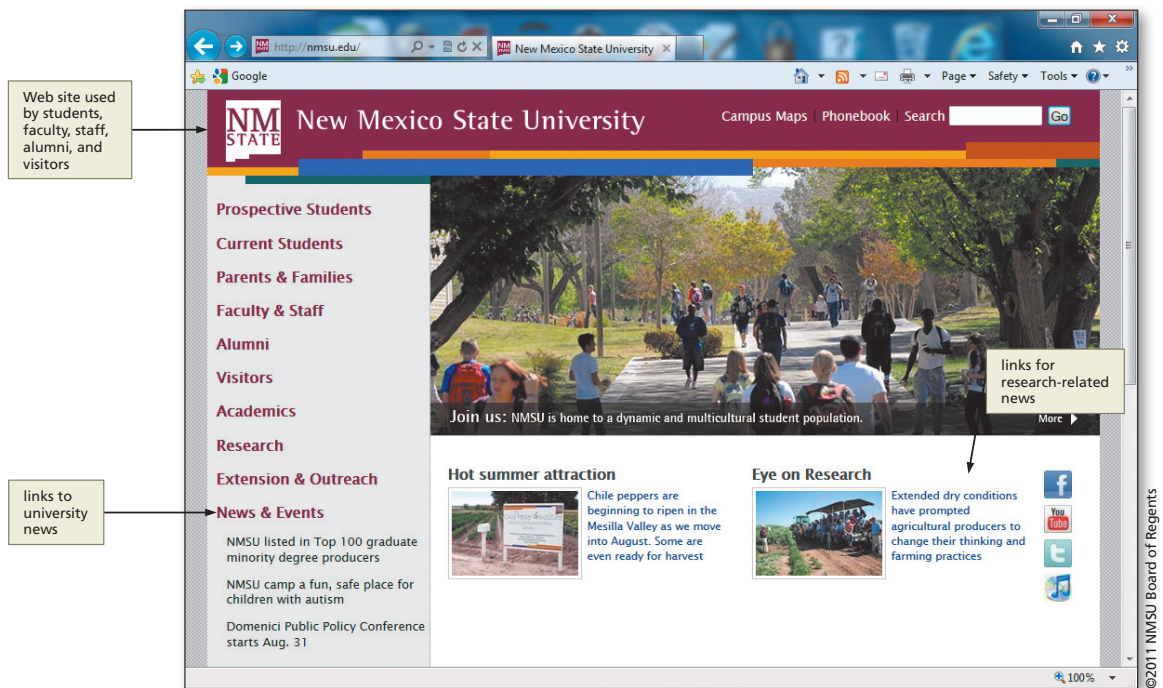 http://nmsu.edu/
New Mexico State University
Google
Page
Safety
Tools
Web site used
by students,
faculty, staff,
alumni, and
visitors
NM
STATE
New Mexico State University
Campus Maps | Phonebook | Search
Go
Prospective Students
Current Students
Parents & Families
Faculty & Staff
Alumni
Visitors
Academics
Research
Extension & Outreach
links to
university
news
News & Events
NMSU listed in Top 100 graduate
minority degree producers
NMSU camp a fun, safe place for
children with autism
Domenici Public Policy Conference
starts Aug. 31
links for
research-related
news
Join us: NMSU is home to a dynamic and multicultural student population.
More
Hot summer attraction
Chile peppers are
beginning to ripen in the
Mesilla Valley as we move
into August. Some are
even ready for harvest
Eye on Research
Extended dry conditions
have prompted
agricultural producers to
change their thinking and
farming practices
You
Tube
100%
©2011 NMSU Board of Regents